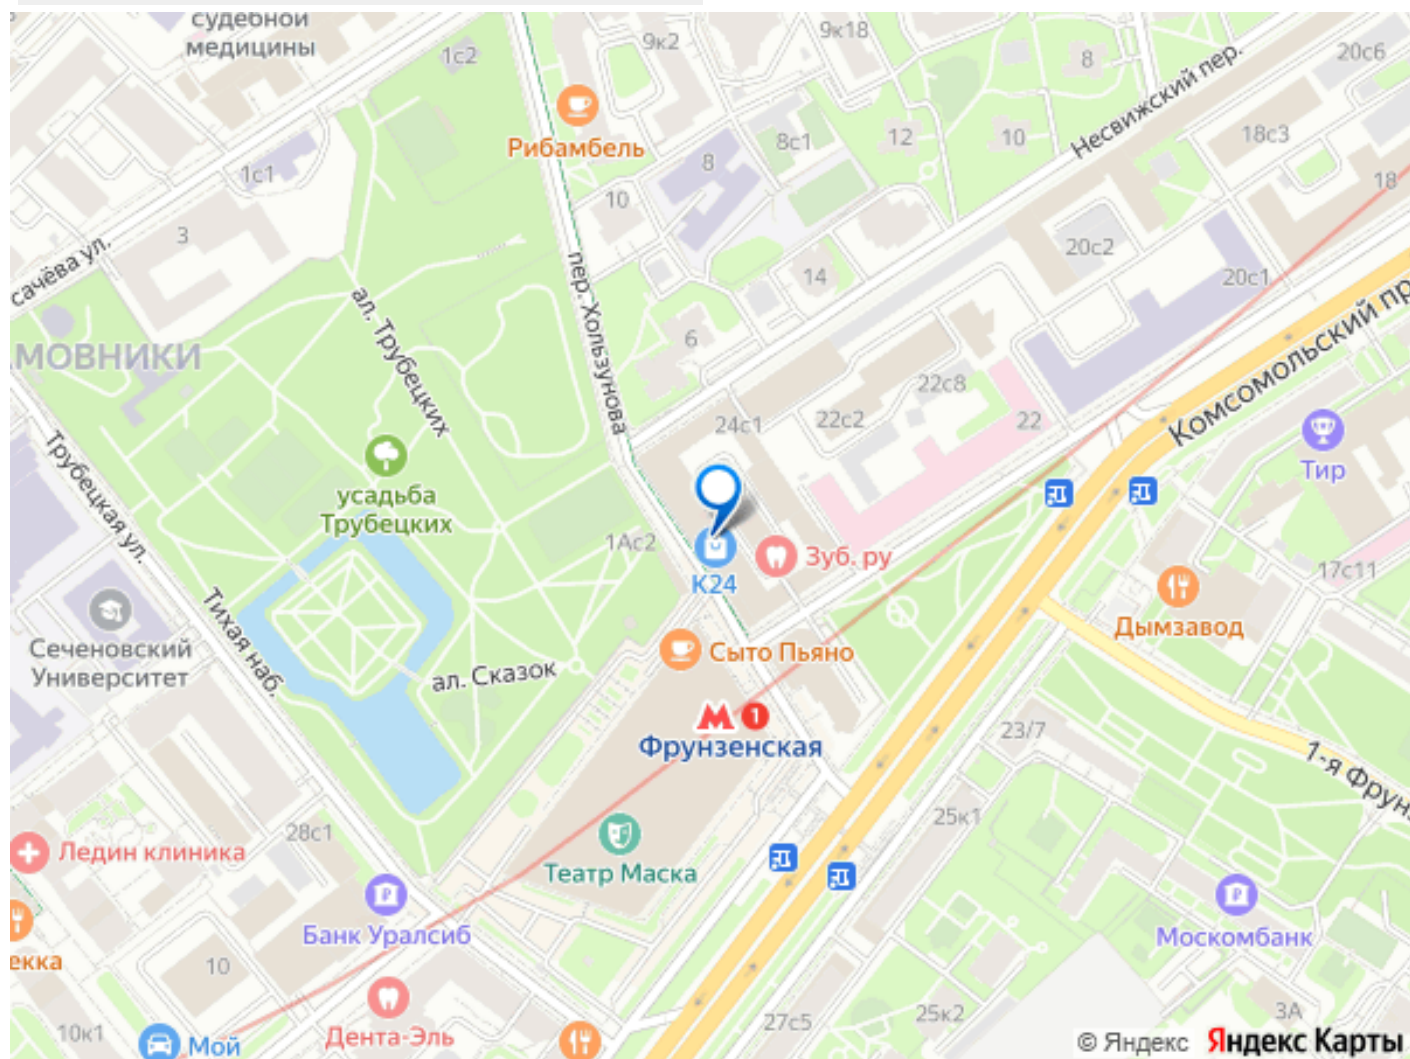 судебной
медицины
1с2
9к2
9к18
8
20с6
Несвижский пер.
Рибамбель
8
8с1
12
10
18с3
18
1с1
10
3
сачёва ул.
20с2
20с1
14
пер. Хользунова
ал. Трубецких
МОВНИКИ
6
Комсомольский пр
22с8
22с2
22
24с1
Тир
Трубецкая ул.
усадьба
Трубецких
1Ас2
К24
Зуб. ру
17с11
Дымзавод
Сеченовский
Университет
Тихая наб.
ал. Сказок
Сыто Пьяно
М 1
Фрунзенская
23/7
1-я Фрунз
25к1
28с1
Ледин клиника
Театр Маска
Банк Уралсиб
Москомбанк
екка
10
10к1
Мой
Дента-Эль
27с5
25к2
3А
© Яндекс Яндекс Карты